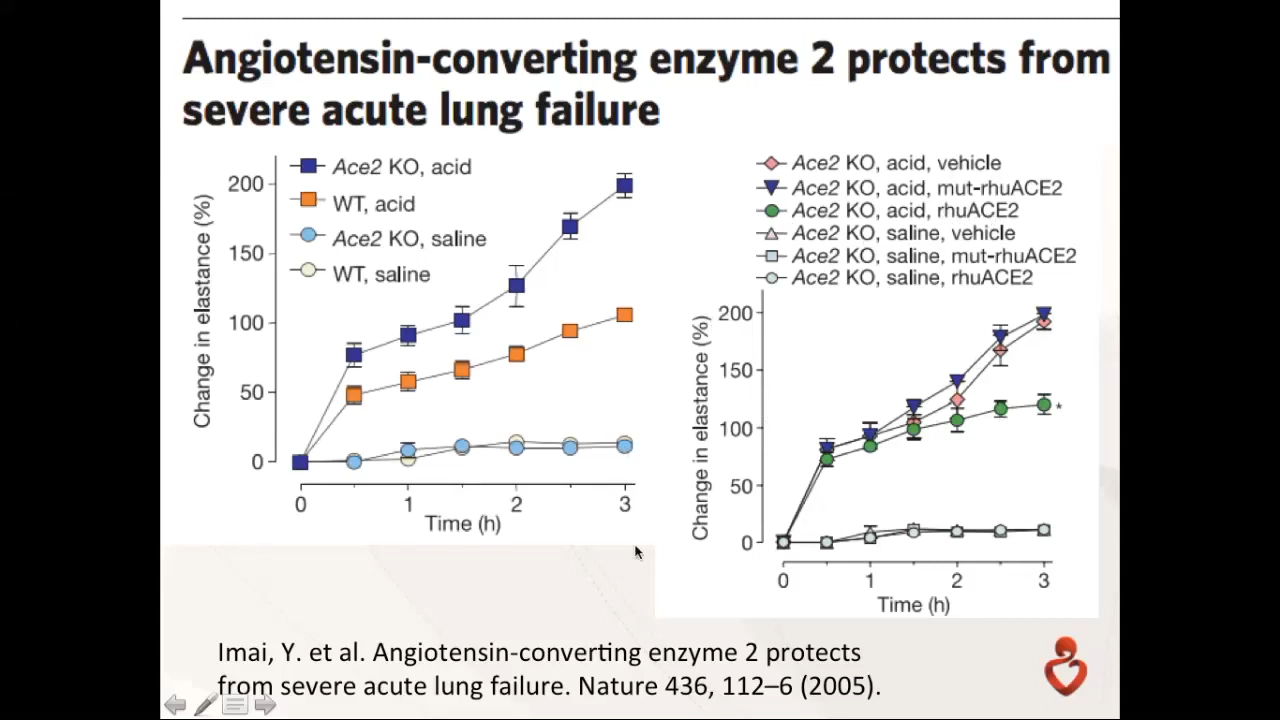 Angiotensin-converting enzyme 2 protects from
severe acute lung failure
Ace2 KO, acid
WT, acid
Ace2 KO, saline
WT, saline
Change in elastance (%)
200
150
100
50
0
0 1 2 3
Time (h)
Ace2 KO, acid, vehicle
Ace2 KO, acid, mut-rhuACE2
Ace2 KO, acid, rhuACE2
Ace2 KO, saline, vehicle
Ace2 KO, saline, mut-rhuACE2
Ace2 KO, saline, rhuACE2
Change in elastance (%)
200
150
100
50
0
*
0 1 2 3
Time (h)
Imai, Y. et al. Angiotensin-converting enzyme 2 protects
from severe acute lung failure. Nature 436, 112–6 (2005).